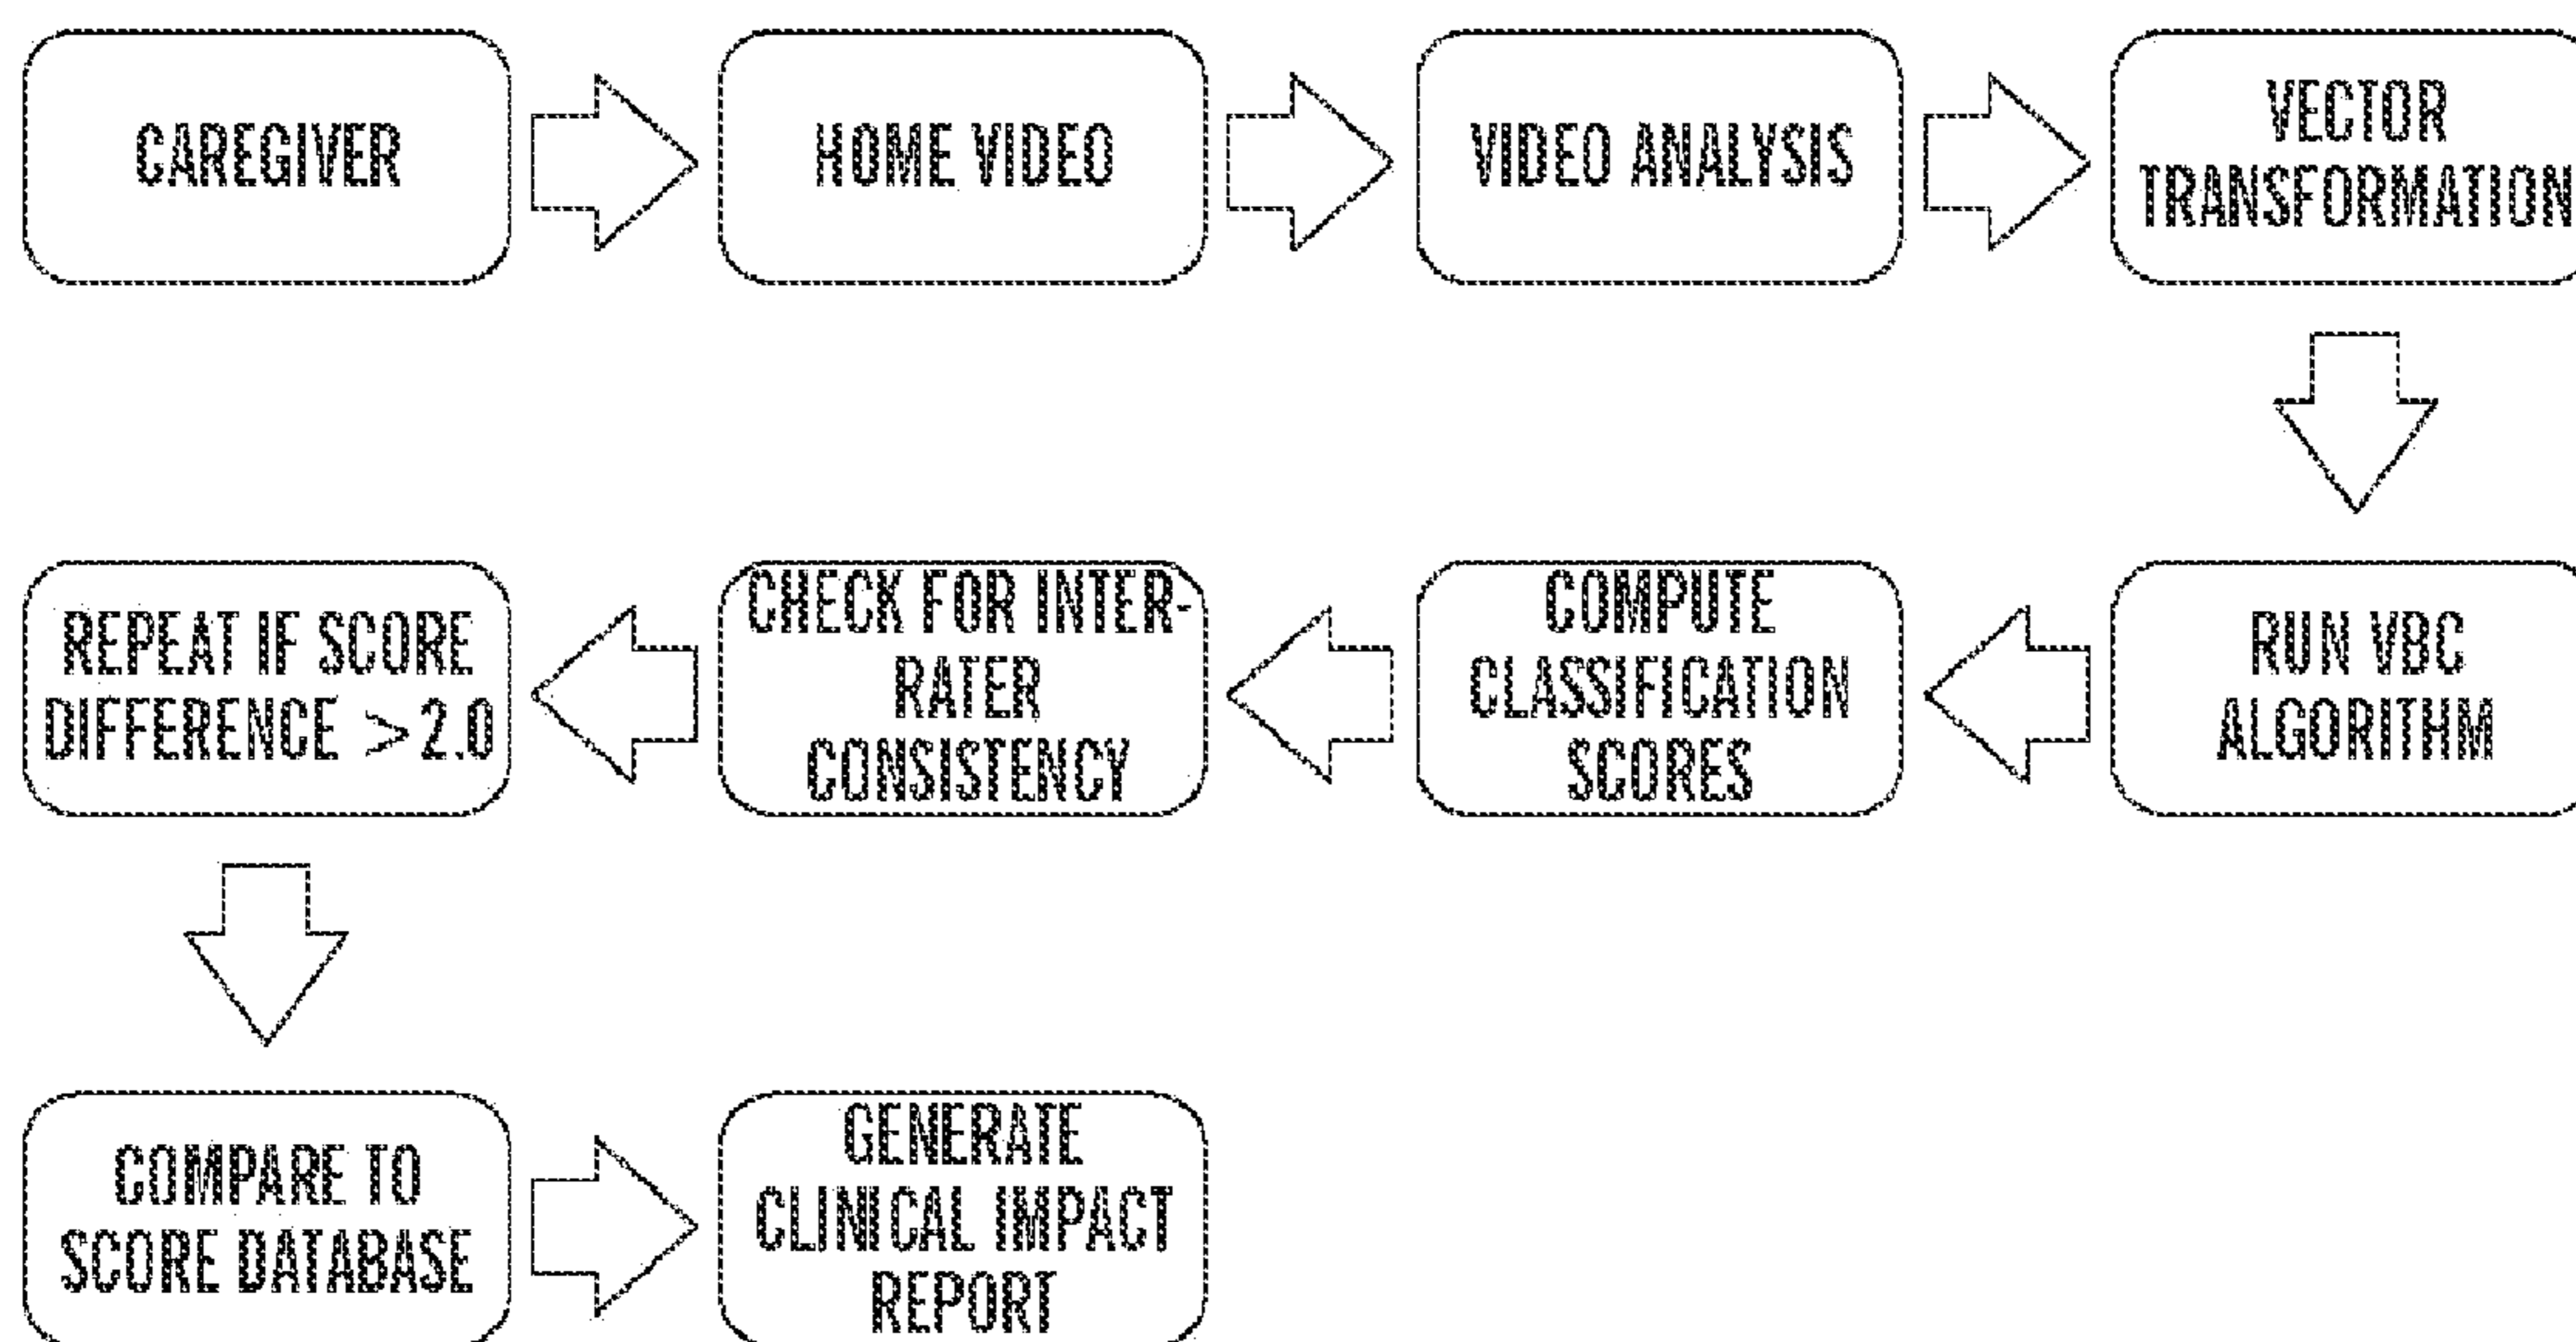 CAREGIVER
HOME VIDEO
VIDEO ANALYSIS
VECTOR
TRANSFORMATION
RUN VBC
ALGORITHM
COMPUTE
CLASSIFICATION
SCORES
CHECK FOR INTER-
RATER
CONSISTENCY
REPEAT IF SCORE
DIFFERENCE >2.0
COMPARE TO
SCORE DATABASE
GENERATE
CLINICAL IMPACT
REPORT